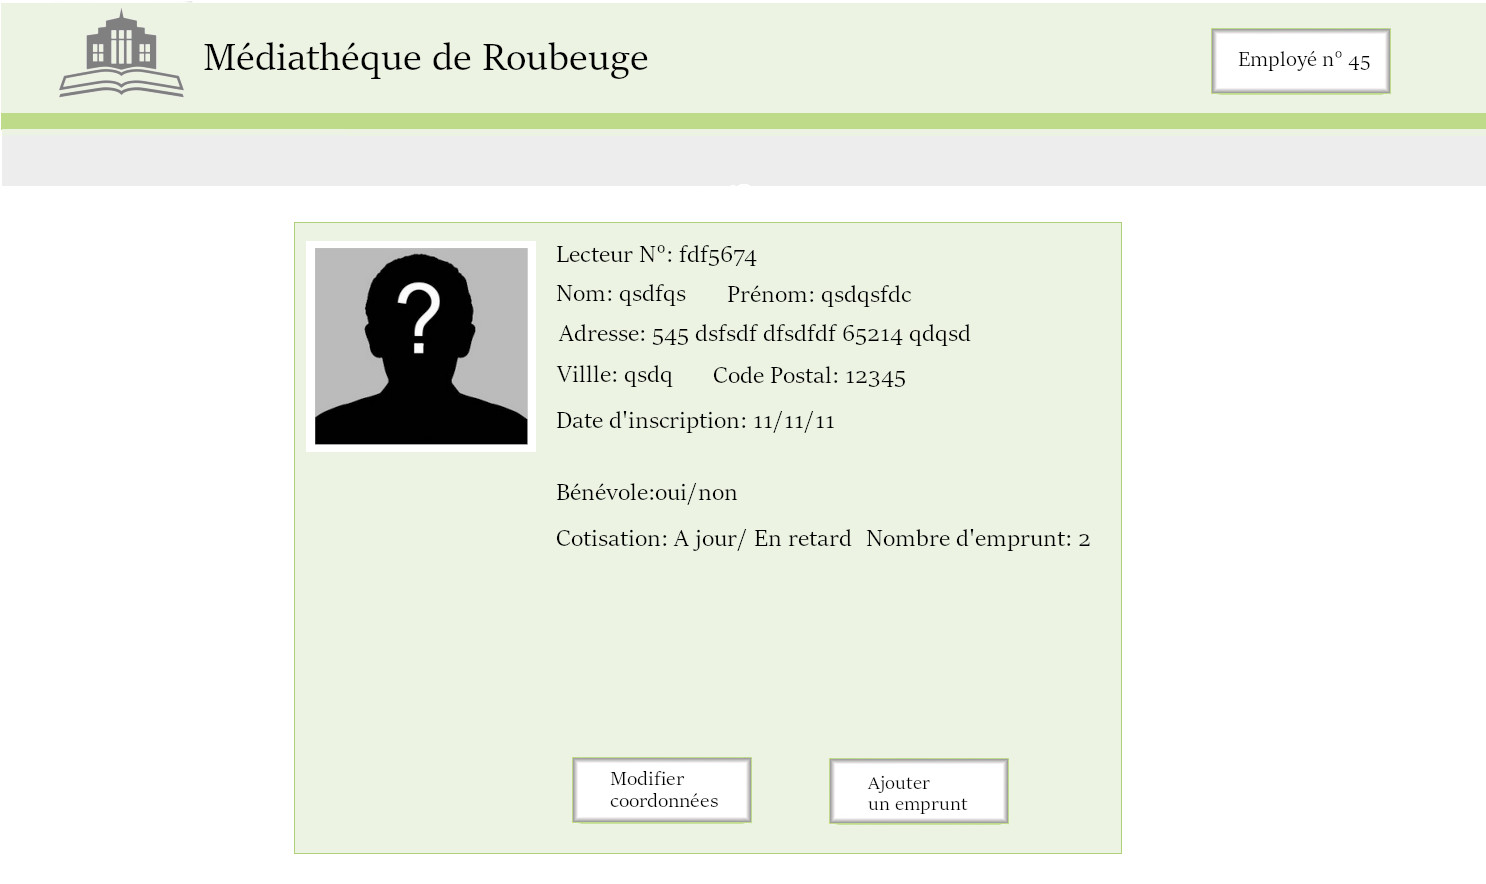 Médiathéque de Roubeuge
Employé n° 45
?
Lecteur N°: fdf5674
Nom: qsdfqs Prénom: qsdqsfdc
Adresse: 545 dsfsdf dfsdfdf 65214 qdqsd
Villle: qsdq Code Postal: 12345
Date d'inscription: 11/11/11
Bénévole:oui/non
Cotisation: A jour/ En retard Nombre d'emprunt: 2
Modifier
coordonnées
Ajouter
un emprunt